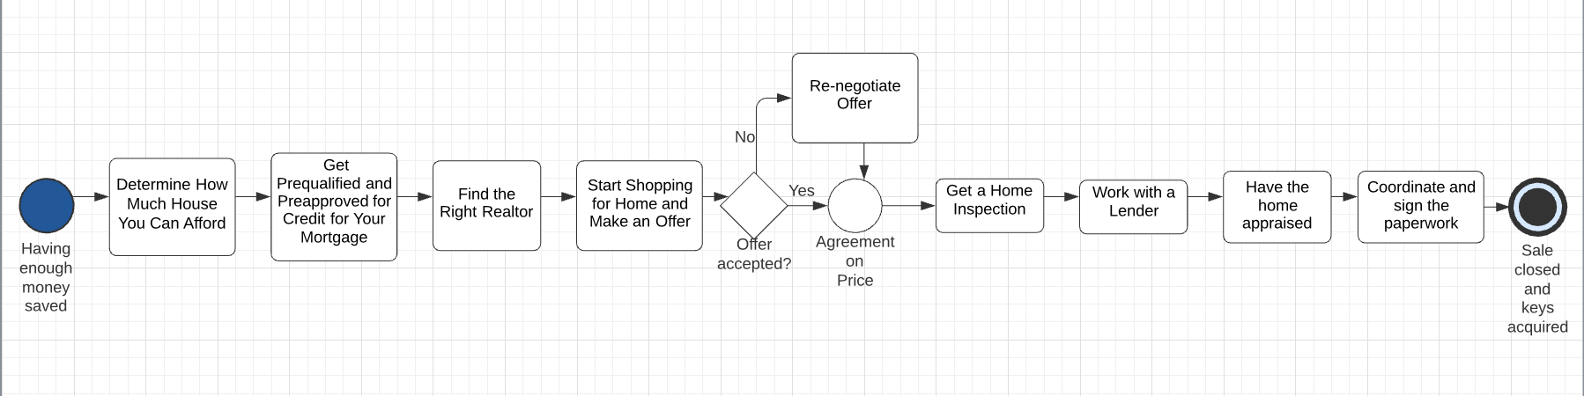 Having
enough
money
saved
Determine How
Much House
You Can Afford
Get
Prequalified and
Preapproved for
Credit for Your
Mortgage
Find the
Right Realtor
Start Shopping
for Home and
Make an Offer
Offer
accepted?
No
Re-negotiate
Offer
Yes
Agreement
on
Price
Get a Home
Inspection
Work with a
Lender
Have the
home
appraised
Coordinate and
sign the
paperwork
Sale
closed
and
keys
acquired